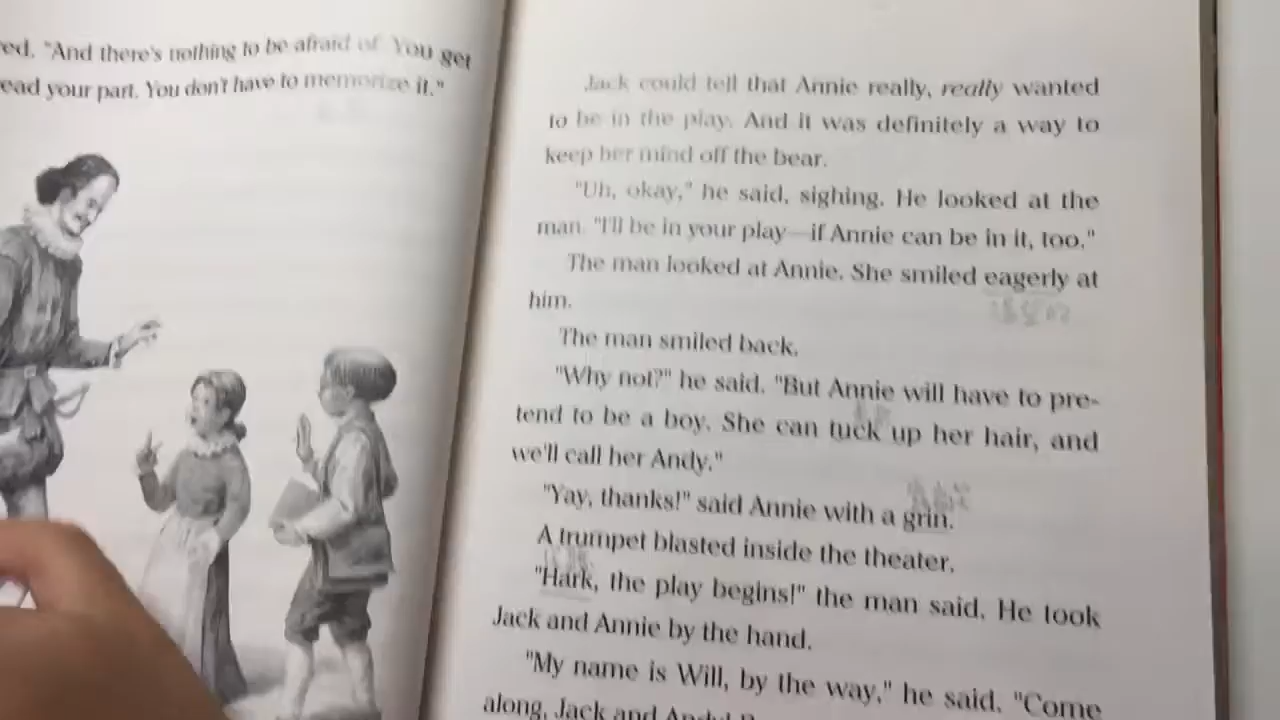 ed. "And there's nothing to be afraid of. You get
ead your part. You don't have to memorize it."
Jack could tell that Annie really, really wanted
to be in the play. And it was definitely a way to
keep her mind off the bear.
"Uh, okay," he said, sighing. He looked at the
man. "I'll be in your play—if Annie can be in it, too."
The man looked at Annie. She smiled eagerly at
him.
The man smiled back.
"Why not?" he said. "But Annie will have to pre-
tend to be a boy. She can tuck up her hair, and
we'll call her Andy."
"Yay, thanks!" said Annie with a grin.
A trumpet blasted inside the theater.
"Hark, the play begins!" the man said. He took
Jack and Annie by the hand.
"My name is Will, by the way," he said. "Come
along, Jack and Andy!